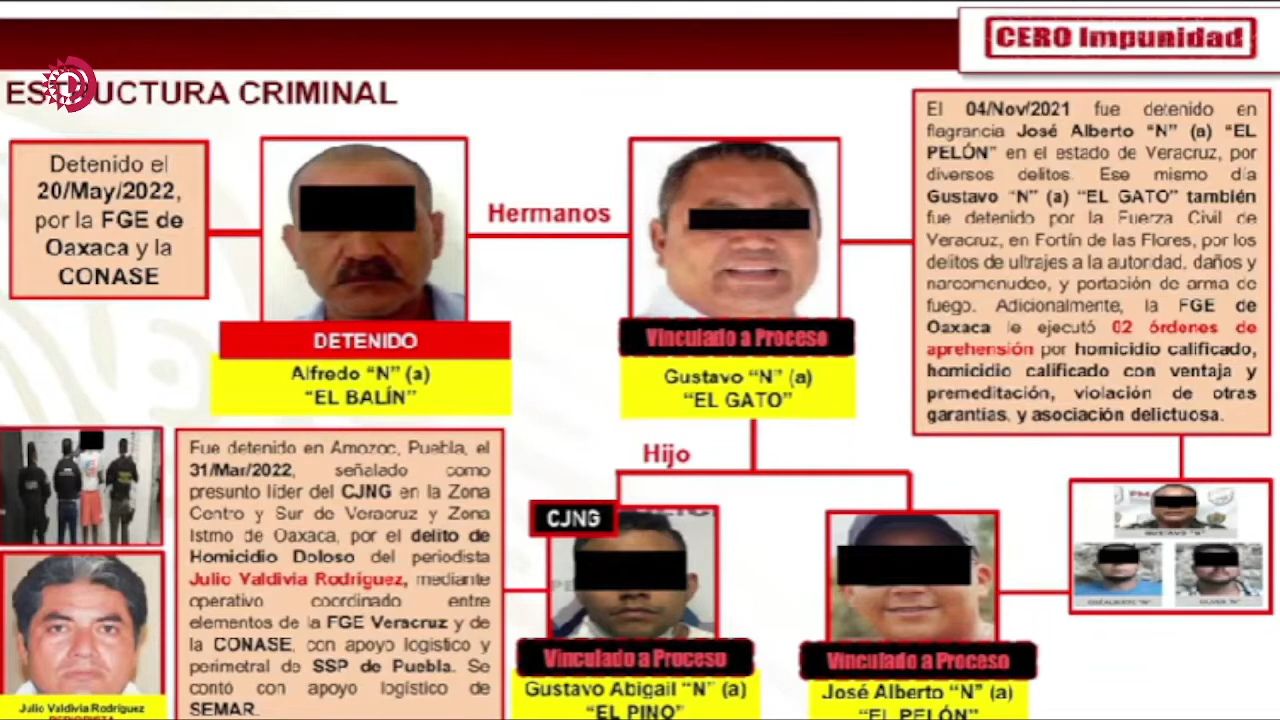 CERO Impunidad
ESTRUCTURA CRIMINAL
Detenido el
20/May/2022,
por la FGE de
Oaxaca y la
CONASE
DETENIDO
Alfredo “N” (a)
“EL BALÍN”
Hermanos
Vinculado a Proceso
Gustavo “N” (a)
“EL GATO”
El 04/Nov/2021 fue detenido en
flagrancia José Alberto “N” (a) “EL
PELÓN” en el estado de Veracruz, por
diversos delitos. Ese mismo día
Gustavo “N” (a) “EL GATO” también
fue detenido por la Fuerza Civil de
Veracruz, en Fortín de las Flores, por los
delitos de ultrajes a la autoridad, daños y
narcomenudeo, y portación de arma de
fuego. Adicionalmente, la FGE de
Oaxaca le ejecutó 02 órdenes de
aprehensión por homicidio calificado,
homicidio calificado con ventaja y
premeditación, violación de otras
garantías, y asociación delictuosa.
Hijo
Fue detenido en Amozoc, Puebla, el
31/Mar/2022, señalado como
presunto líder del CJNG en la Zona
Centro y Sur de Veracruz y Zona
Istmo de Oaxaca, por el delito de
Homicidio Doloso del periodista
Julio Valdivia Rodríguez, mediante
operativo coordinado entre
elementos de la FGE Veracruz y de
la CONASE, con apoyo logístico y
perimetral de SSP de Puebla. Se
contó con apoyo logístico de
SEMAR.
Julio Valdivia Rodríguez
PERIODISTA
CJNG
Vinculado a Proceso
Gustavo Abigail “N” (a)
“EL PINO”
Vinculado a Proceso
José Alberto “N” (a)
“EL PELÓN”
GUSTAVO “N”
JOSÉ ALBERTO “N”
OLIVER “N”